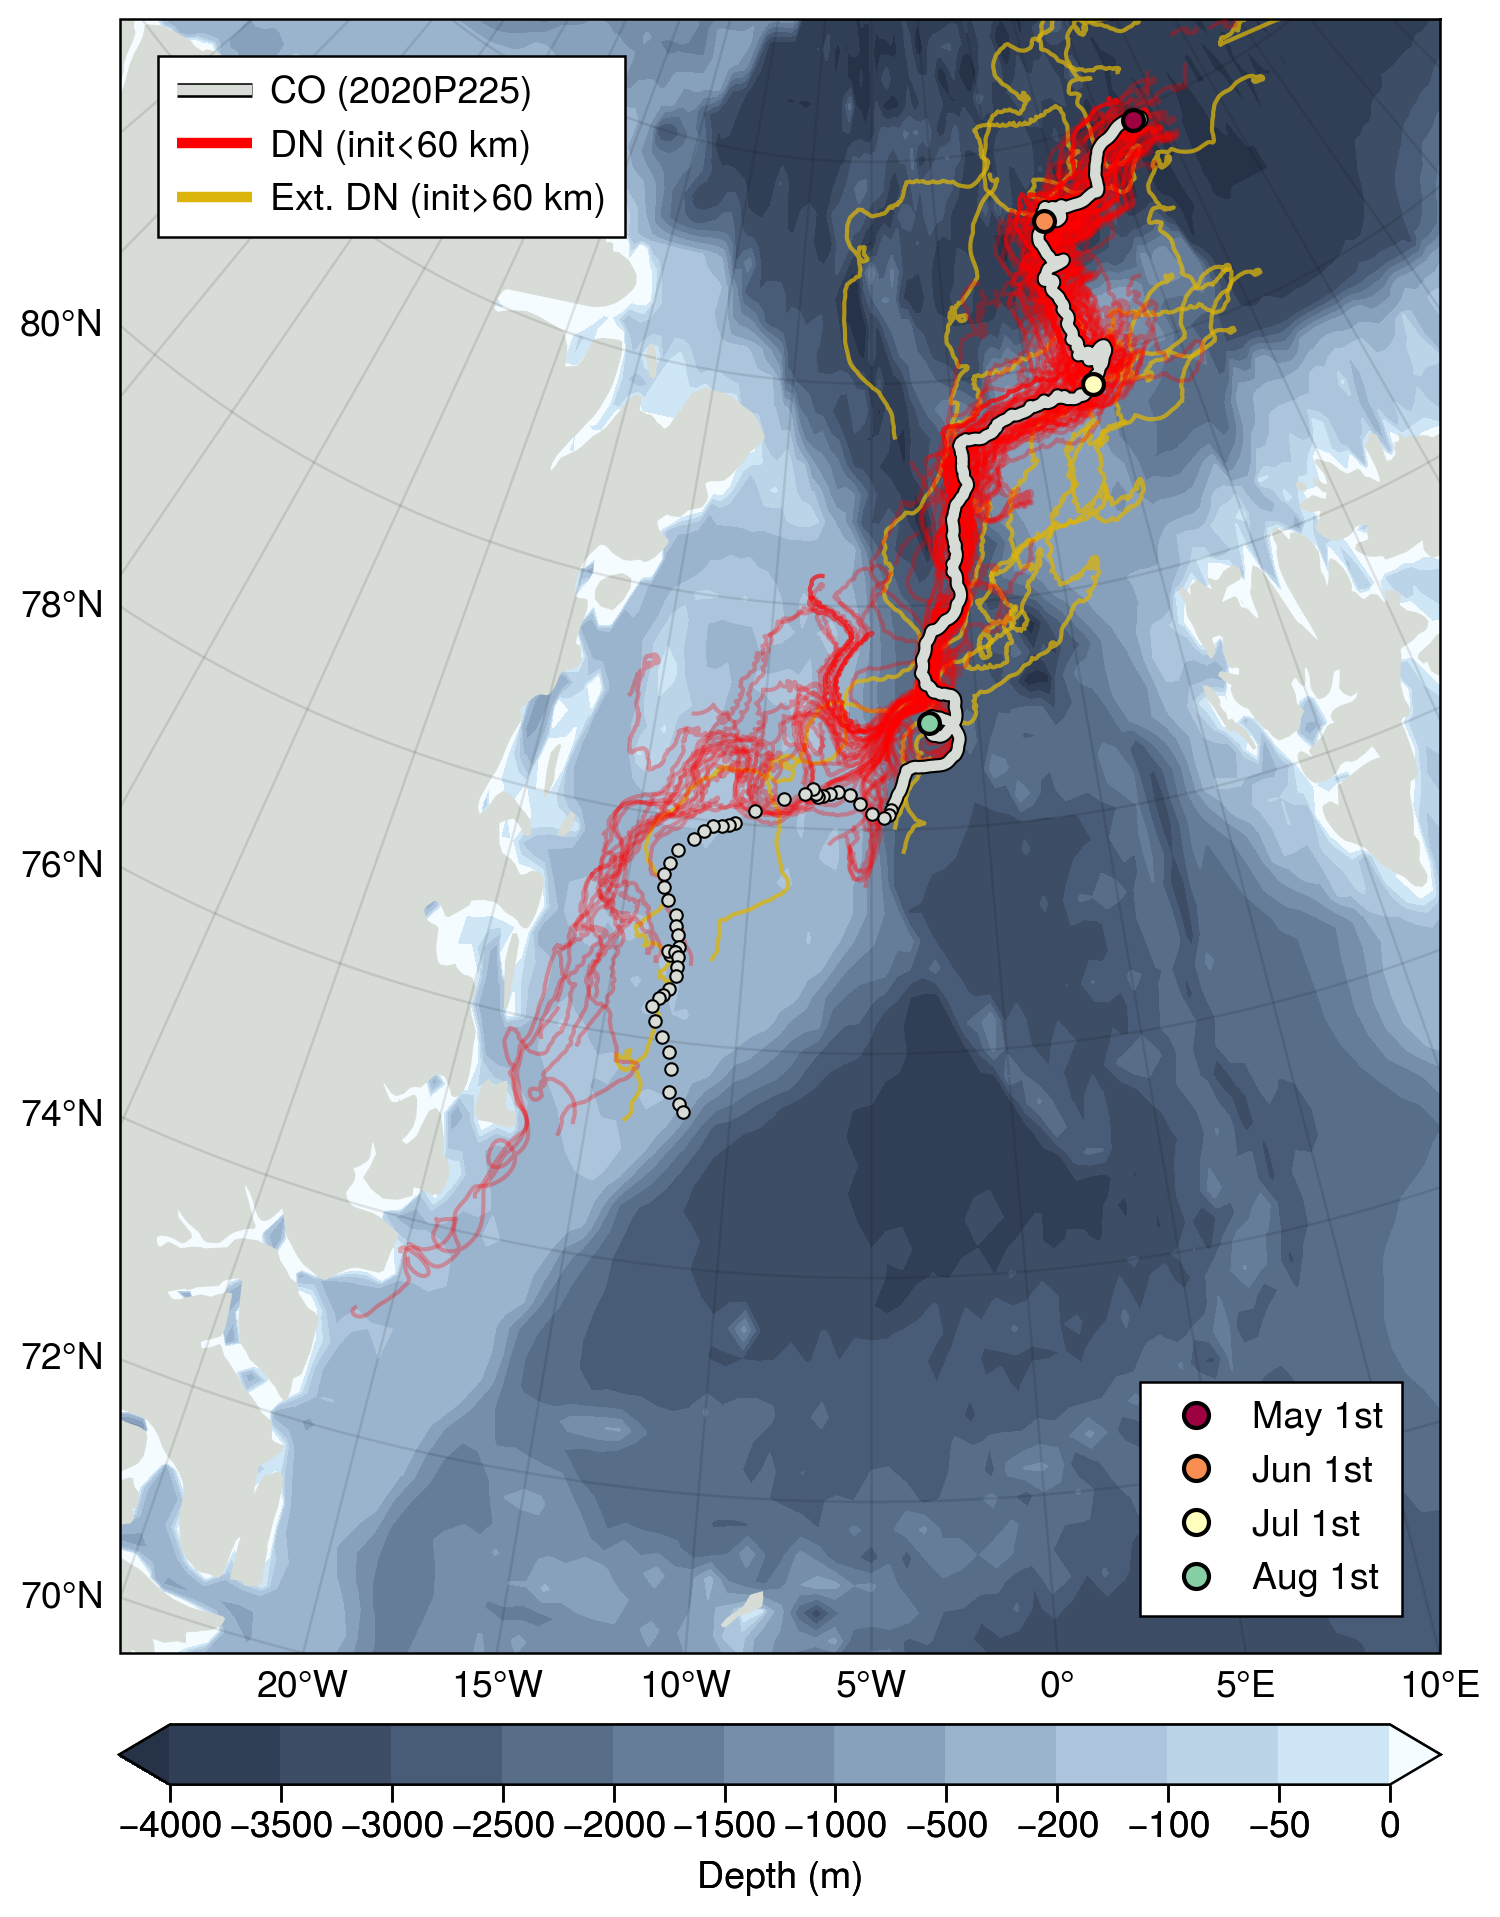 CO (2020P225)
DN (init<60 km)
Ext. DN (init>60 km)
80°N
78°N
76°N
74°N
72°N
70°N
May 1st
Jun 1st
Jul 1st
Aug 1st
20°W 15°W 10°W 5°W 0° 5°E 10°E
−4000 −3500 −3000 −2500 −2000 −1500 −1000 −500 −200 −100 −50 0
Depth (m)